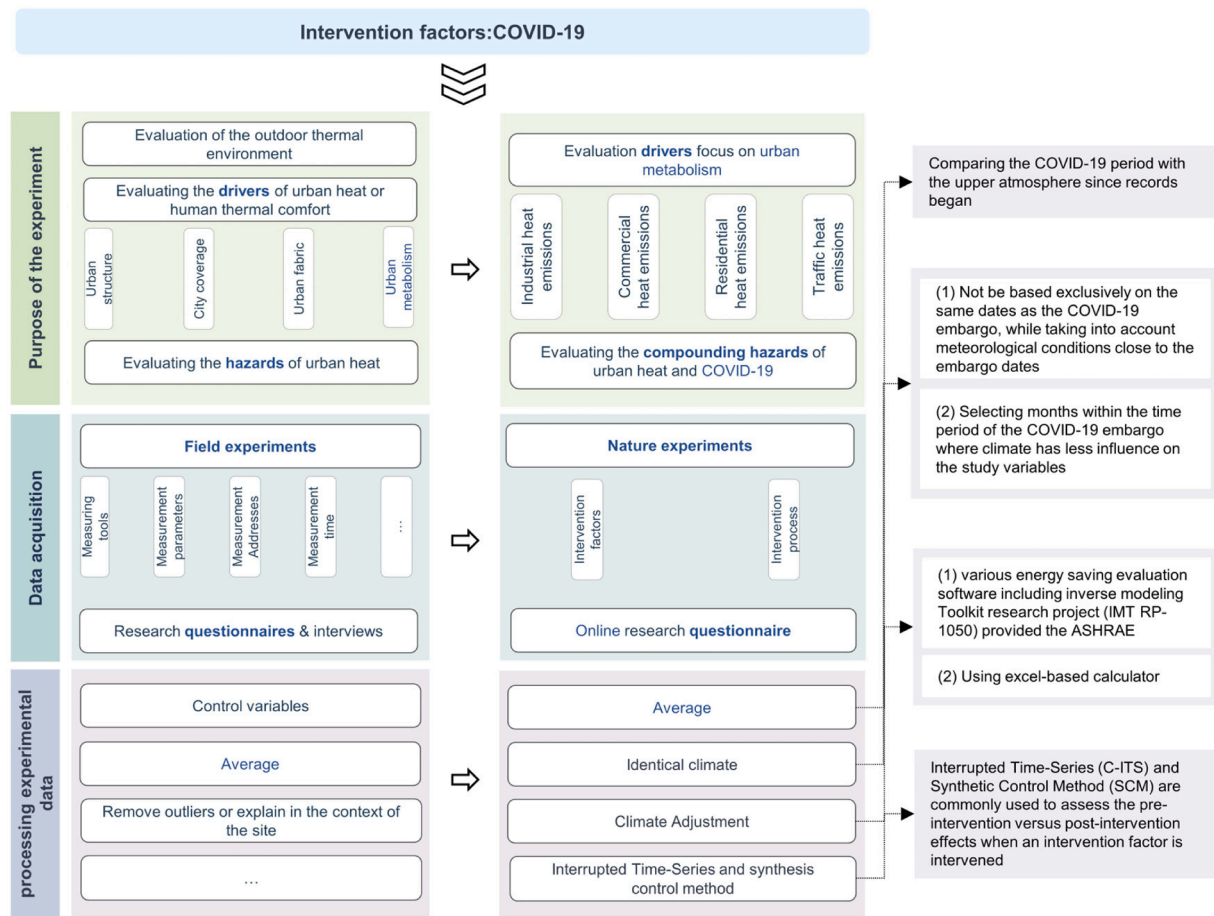 Intervention factors:COVID-19
Purpose of the experiment
Evaluation of the outdoor thermal
environment
Evaluating the drivers of urban heat or
human thermal comfort
Urban
structure
City coverage
Urban fabric
Urban
metabolism
Evaluating the hazards of urban heat
Evaluation drivers focus on urban
metabolism
Industrial heat
emissions
Commercial
heat emissions
Residential
heat emissions
Traffic heat
emissions
Evaluating the compounding hazards of
urban heat and COVID-19
Data acquisition
Field experiments
Measuring
tools
Measurement
parameters
Measurement
Addresses
Measurement
time
...
Research questionnaires & interviews
Nature experiments
Intervention
factors
Intervention
process
Online research questionnaire
processing experimental
data
Control variables
Average
Remove outliers or explain in the context of
the site
...
Average
Identical climate
Climate Adjustment
Interrupted Time-Series and synthesis
control method
Comparing the COVID-19 period with
the upper atmosphere since records
began
(1) Not be based exclusively on the
same dates as the COVID-19
embargo, while taking into account
meteorological conditions close to the
embargo dates
(2) Selecting months within the time
period of the COVID-19 embargo
where climate has less influence on
the study variables
(1) various energy saving evaluation
software including inverse modeling
Toolkit research project (IMT RP-
1050) provided the ASHRAE
(2) Using excel-based calculator
Interrupted Time-Series (C-ITS) and
Synthetic Control Method (SCM) are
commonly used to assess the pre-
intervention versus post-intervention
effects when an intervention factor is
intervened